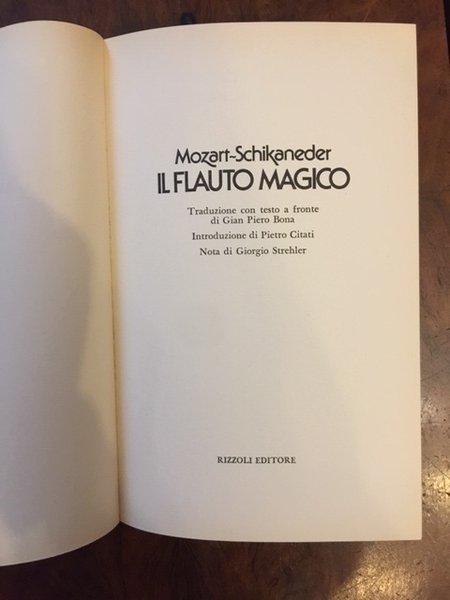 Mozart-Schikaneder
IL FLAUTO MAGICO
Traduzione con testo a fronte
di Gian Piero Bona
Introduzione di Pietro Citati
Nota di Giorgio Strehler
RIZZOLI EDITORE